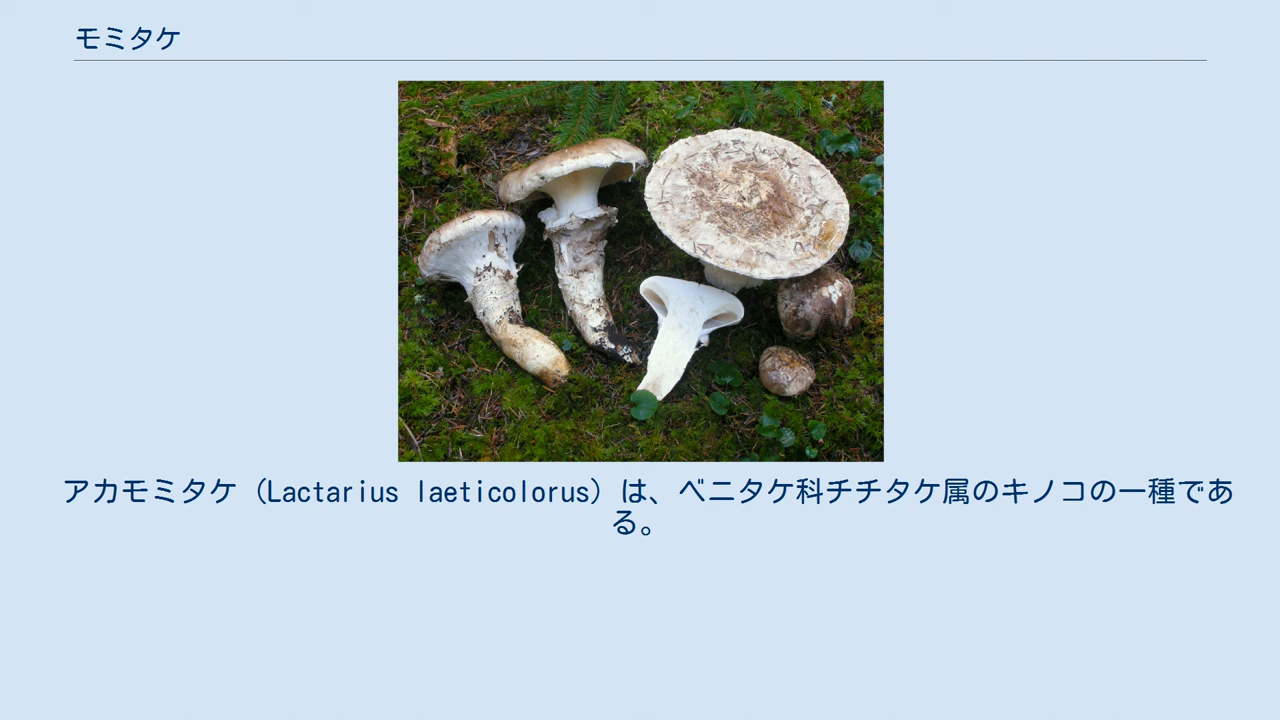 モミタケ
アカモミタケ（Lactarius laeticolorus）は、ベニタケ科チチタケ属のキノコの一種であ
る。